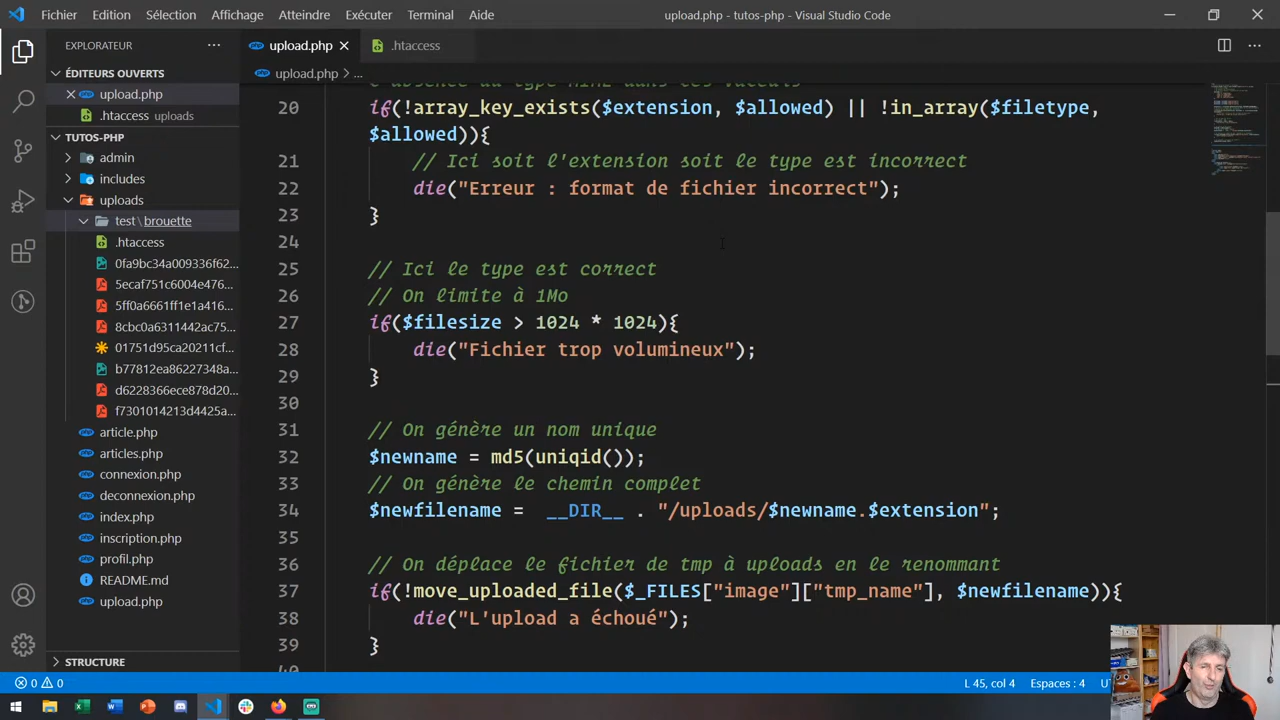 Fichier Edition Sélection Affichage Atteindre Exécuter Terminal Aide upload.php - tutos-php - Visual Studio Code
EXPLORATEUR
ÉDITEURS OUVERTS
upload.php
.htaccess uploads
TUTOS-PHP
admin
includes
uploads
test\brouette
.htaccess
0fa9bc34a009336f62...
5ecaf751c6004e476...
5ff0a6661ff1e1a416...
8cbc0a6311442ac75...
01751d95ca20211cf...
b77812ea86227348a...
d6228366ece878d20...
f7301014213d4425a...
article.php
articles.php
connexion.php
deconnexion.php
index.php
inscription.php
profil.php
README.md
upload.php
STRUCTURE
upload.php .htaccess
upload.php > ...
20 if(!array_key_exists($extension, $allowed) || !in_array($filetype,
$allowed)){
21 // Ici soit l'extension soit le type est incorrect
22 die("Erreur : format de fichier incorrect");
23 }
24
25 // Ici le type est correct
26 // On limite à 1Mo
27 if($filesize > 1024 * 1024){
28 die("Fichier trop volumineux");
29 }
30
31 // On génère un nom unique
32 $newname = md5(uniqid());
33 // On génère le chemin complet
34 $newfilename = __DIR__ . "/uploads/$newname.$extension";
35
36 // On déplace le fichier de tmp à uploads en le renommant
37 if(!move_uploaded_file($_FILES["image"]["tmp_name"], $newfilename)){
38 die("L'upload a échoué");
39 }
0 0 L 45, col 4 Espaces : 4